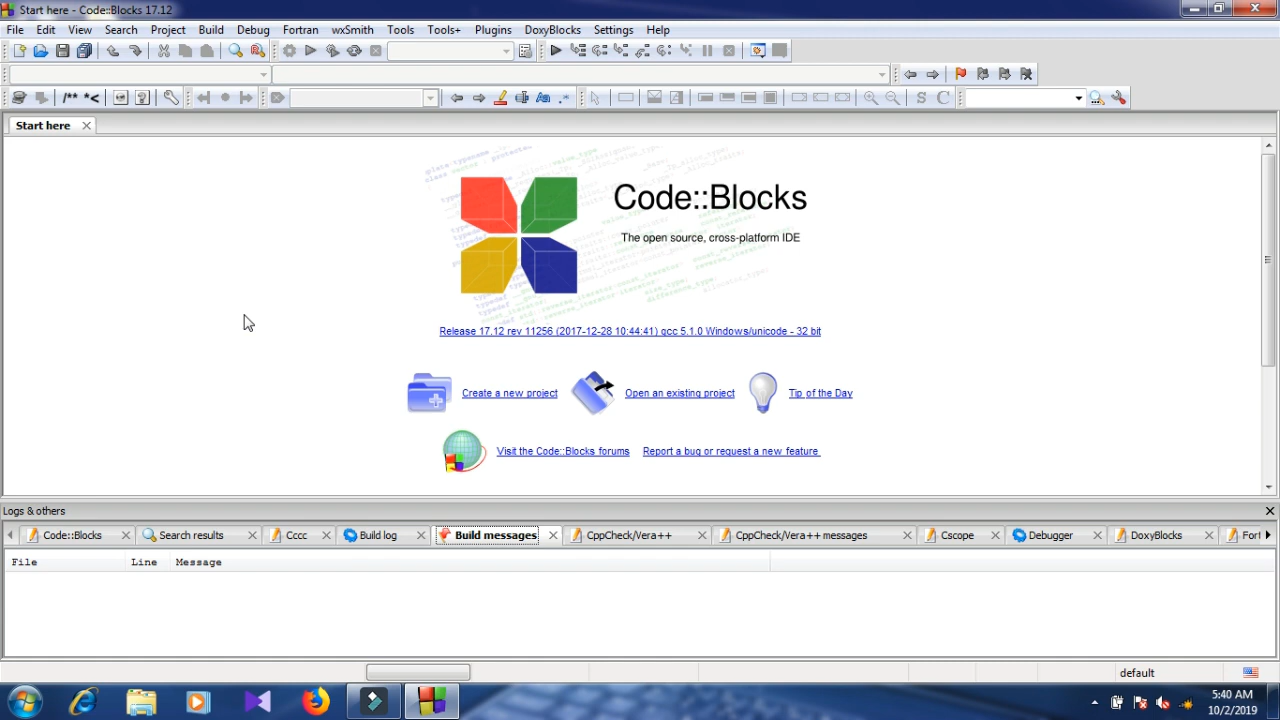 Start here - Code::Blocks 17.12
File Edit View Search Project Build Debug Fortran wxSmith Tools Tools+ Plugins DoxyBlocks Settings Help
/** *<
S C
Start here
Code::Blocks
The open source, cross-platform IDE
Release 17.12 rev 11256 (2017-12-28 10:44:41) gcc 5.1.0 Windows/unicode - 32 bit
Create a new project Open an existing project Tip of the Day
Visit the Code::Blocks forums Report a bug or request a new feature
Logs & others
Code::Blocks Search results Cccc Build log Build messages CppCheck/Vera++ CppCheck/Vera++ messages Cscope Debugger DoxyBlocks Fort
File Line Message
default
5:40 AM
10/2/2019